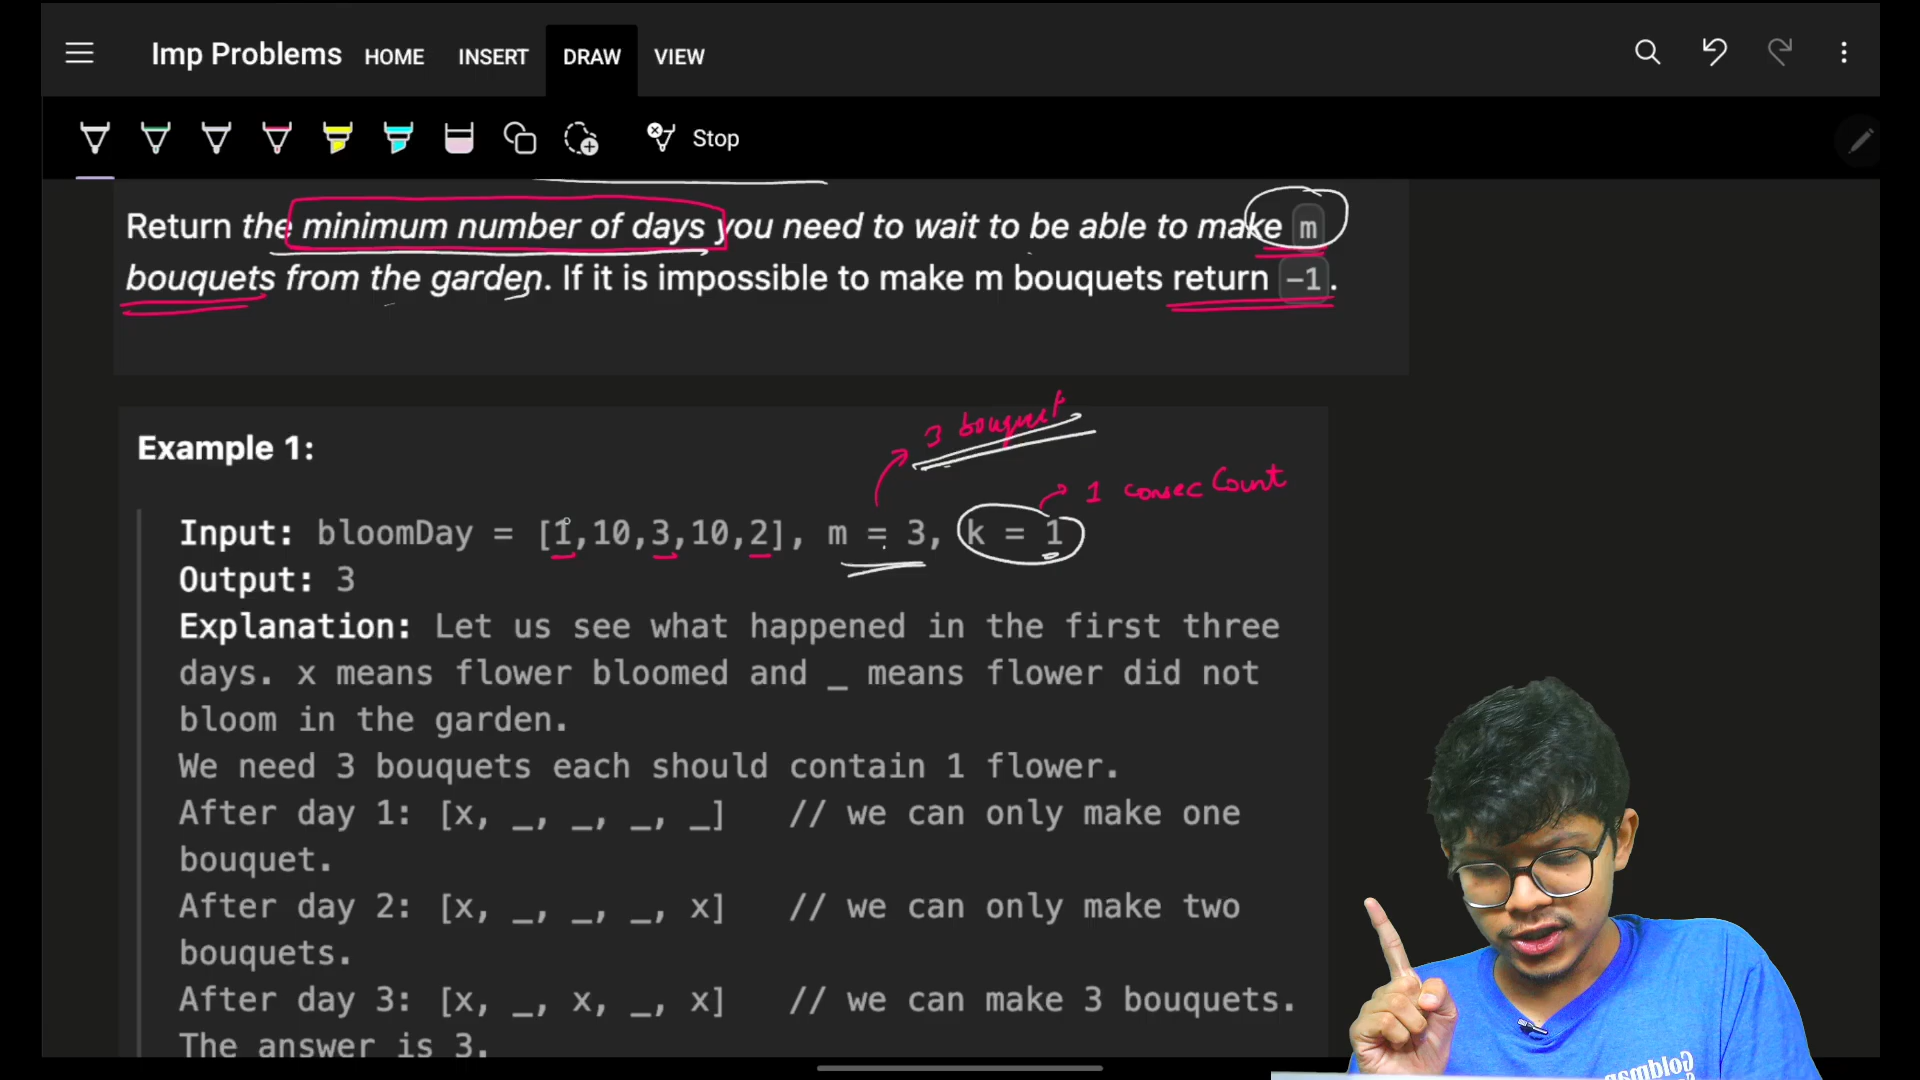 Imp Problems HOME INSERT DRAW VIEW
Stop
Return the minimum number of days you need to wait to be able to make m
bouquets from the garden. If it is impossible to make m bouquets return -1.
3 bouquet
Example 1:
1 consec Count
Input: bloomDay = [1,10,3,10,2], m = 3, k = 1
Output: 3
Explanation: Let us see what happened in the first three
days. x means flower bloomed and _ means flower did not
bloom in the garden.
We need 3 bouquets each should contain 1 flower.
After day 1: [x, _, _, _, _]   // we can only make one
bouquet.
After day 2: [x, _, _, _, x]   // we can only make two
bouquets.
After day 3: [x, _, x, _, x]   // we can make 3 bouquets.
The answer is 3.